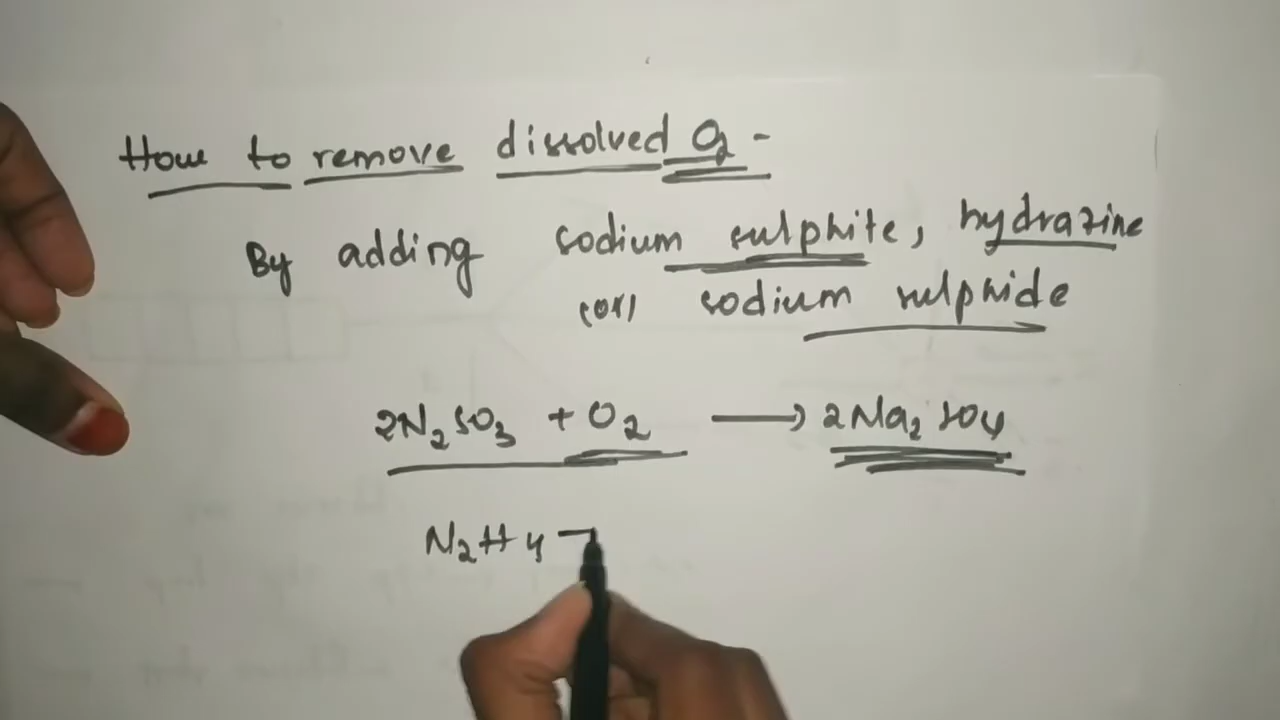 How to remove dissolved O2 -
By adding sodium sulphite, hydrazine
(or) sodium sulphide
2N2SO3 + O2 ⟶ 2Na2SO4
N2H4 -